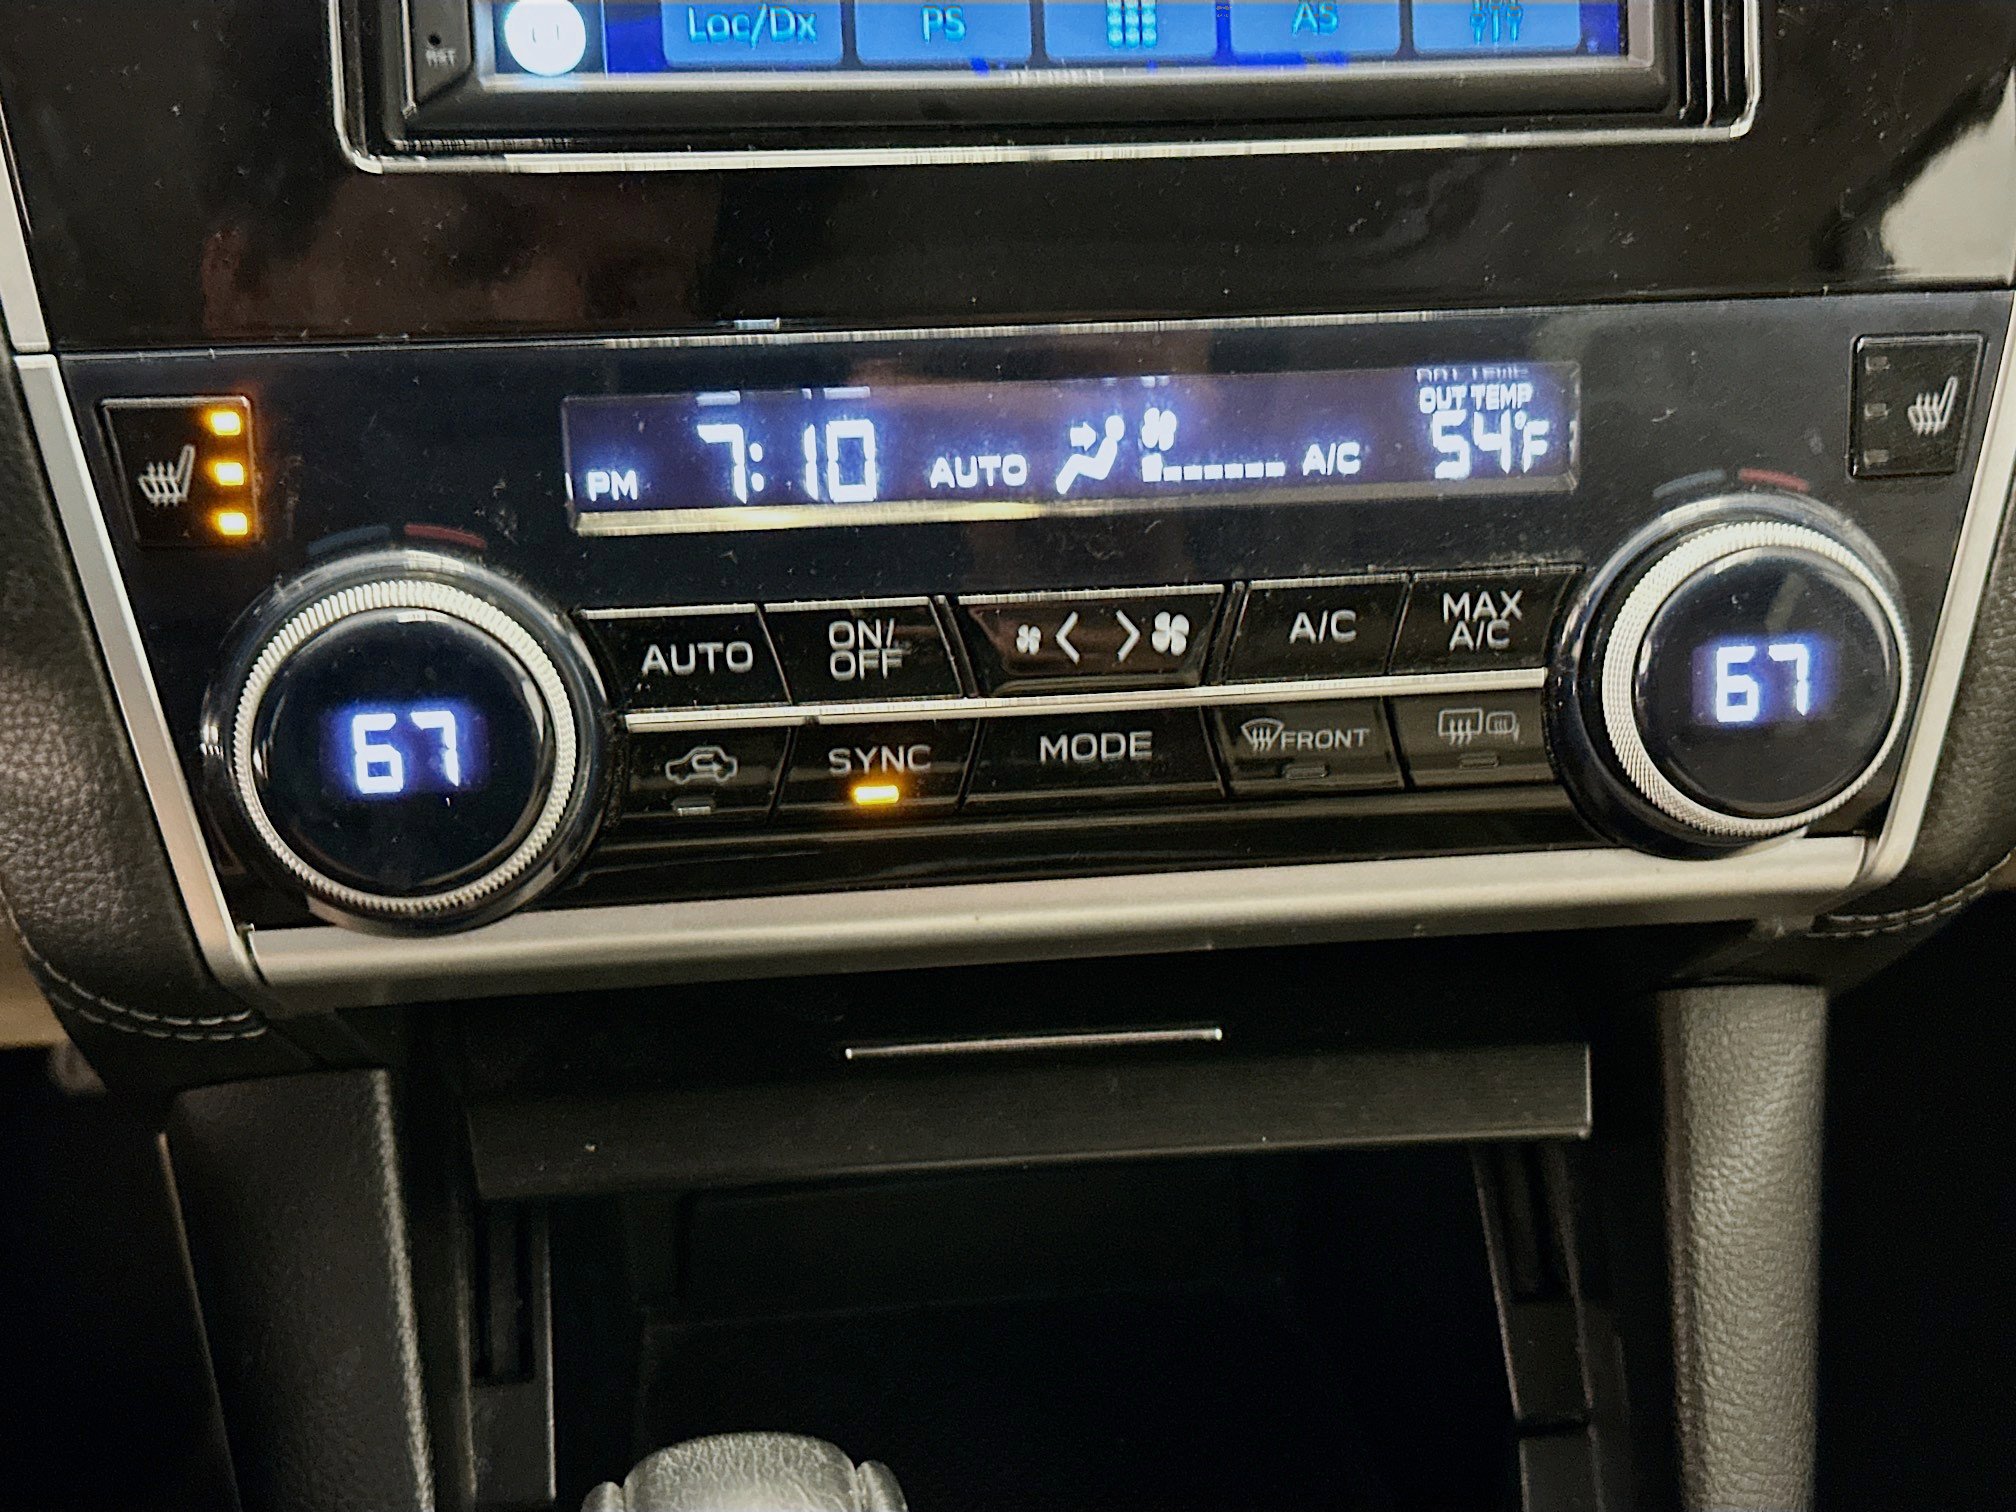 Loc/Dx PS AS
RST
OUT TEMP
PM 7:10 AUTO A/C 54°F
AUTO ON/OFF A/C MAX A/C
67 67
SYNC MODE FRONT